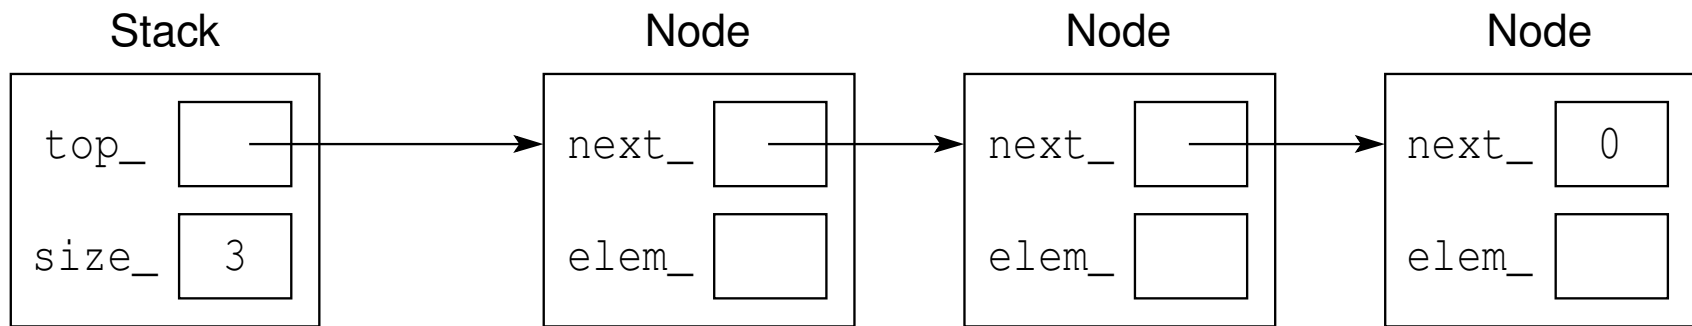 Stack Node Node Node
top_ next_ next_ next_ 0
size_ 3 elem_ elem_ elem_